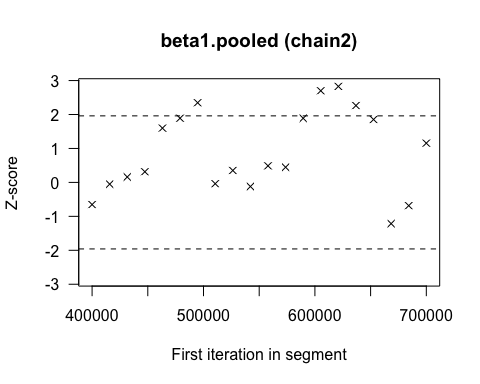 beta1.pooled (chain2)
Z-score
3
2
1
0
-1
-2
-3
400000 500000 600000 700000
First iteration in segment